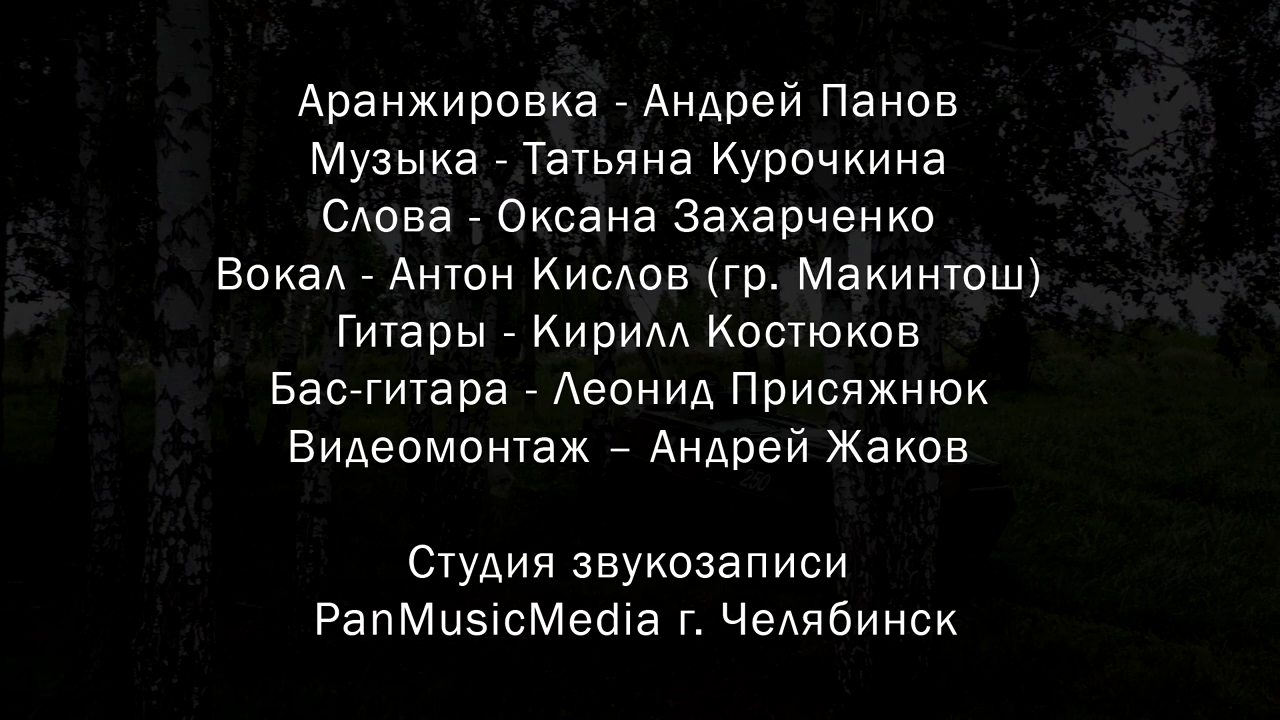 Аранжировка - Андрей Панов
Музыка - Татьяна Курочкина
Слова - Оксана Захарченко
Вокал - Антон Кислов (гр. Макинтош)
Гитары - Кирилл Костюков
Бас-гитара - Леонид Присяжнюк
Видеомонтаж – Андрей Жаков
250
Студия звукозаписи
PanMusicMedia г. Челябинск